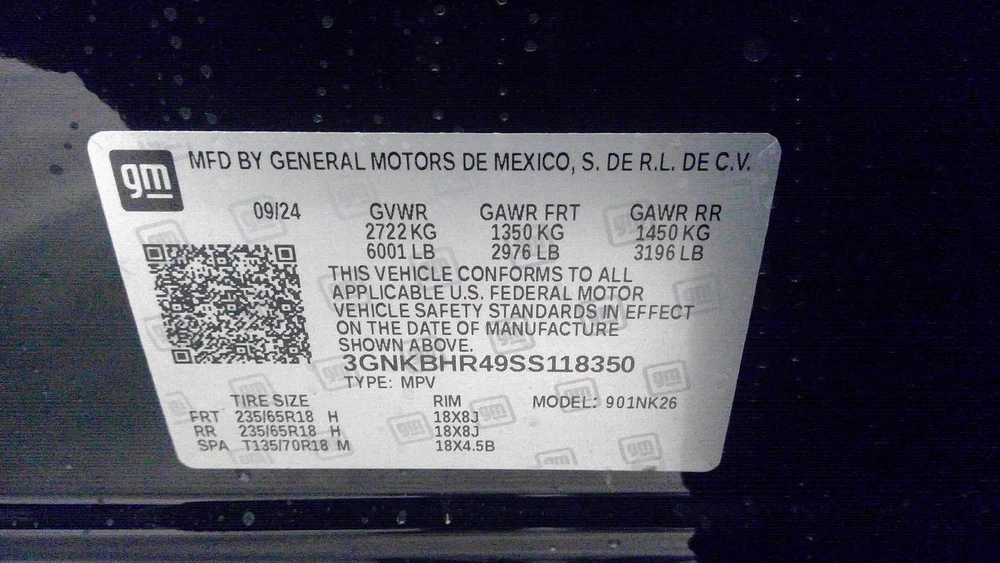 gm MFD BY GENERAL MOTORS DE MEXICO, S. DE R.L. DE C.V.
09/24 GVWR GAWR FRT GAWR RR
2722 KG 1350 KG 1450 KG
6001 LB 2976 LB 3196 LB
THIS VEHICLE CONFORMS TO ALL
APPLICABLE U.S. FEDERAL MOTOR
VEHICLE SAFETY STANDARDS IN EFFECT
ON THE DATE OF MANUFACTURE
SHOWN ABOVE.
3GNKBHR49SS118350
TYPE: MPV
TIRE SIZE RIM MODEL: 901NK26
FRT 235/65R18 H 18X8J
RR 235/65R18 H 18X8J
SPA T135/70R18 M 18X4.5B